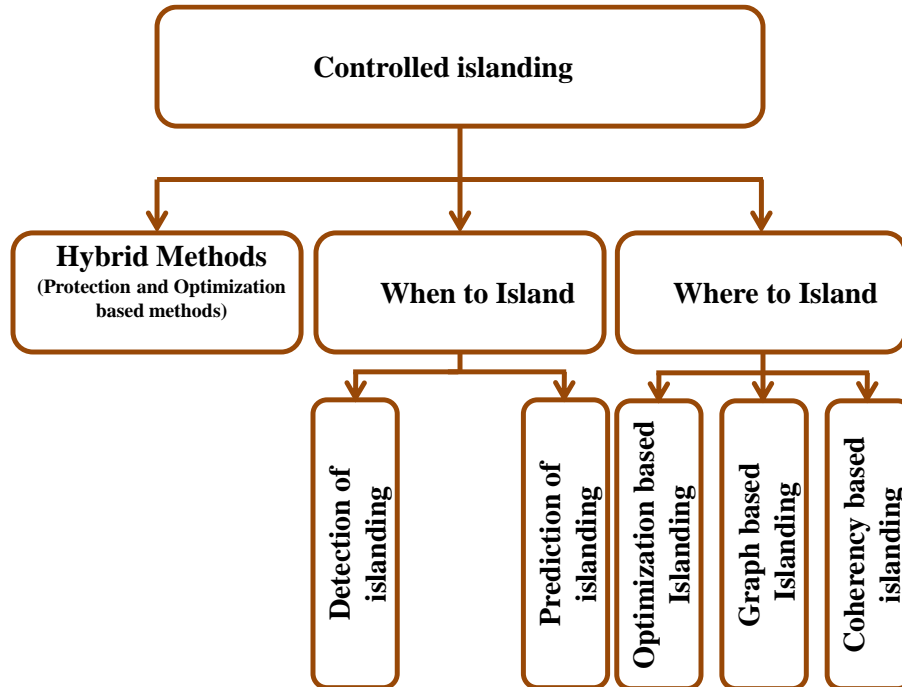 Controlled islanding
Hybrid Methods
(Protection and Optimization
based methods)
When to Island
Where to Island
Detection of
islanding
Prediction of
islanding
Optimization based
Islanding
Graph based
Islanding
Coherency based
islanding